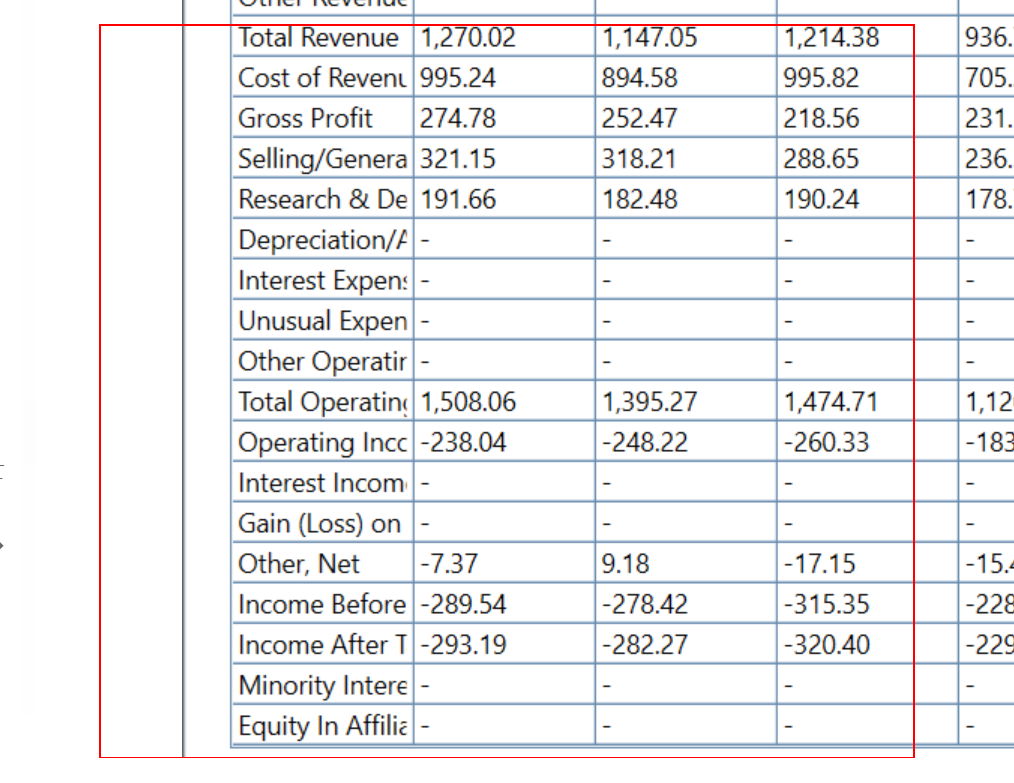 Other Revenue
Total Revenue 1,270.02 1,147.05 1,214.38 936.
Cost of Revenu 995.24 894.58 995.82 705.
Gross Profit 274.78 252.47 218.56 231.
Selling/Genera 321.15 318.21 288.65 236.
Research & De 191.66 182.48 190.24 178.
Depreciation/A - - - -
Interest Expens - - - -
Unusual Expen - - - -
Other Operatin - - - -
Total Operating 1,508.06 1,395.27 1,474.71 1,12
Operating Inco -238.04 -248.22 -260.33 -183
Interest Incom - - - -
Gain (Loss) on - - - -
Other, Net -7.37 9.18 -17.15 -15.4
Income Before -289.54 -278.42 -315.35 -228
Income After T -293.19 -282.27 -320.40 -229
Minority Intere - - - -
Equity In Affilia - - - -